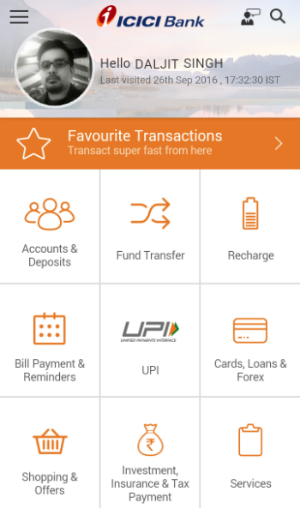 ICICI Bank
Hello DALJIT SINGH
Last visited 26th Sep 2016 , 17:32:30 IST
Favourite Transactions
Transact super fast from here
Accounts &
Deposits
Fund Transfer
Recharge
UPI
UNIFIED PAYMENTS INTERFACE
Bill Payment &
Reminders
UPI
Cards, Loans &
Forex
Shopping &
Offers
Investment,
Insurance & Tax
Payment
Services